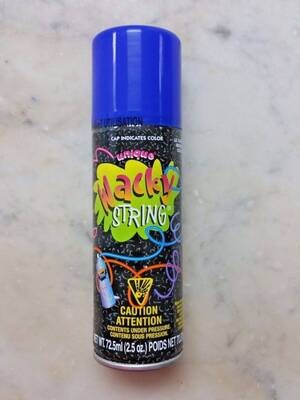 UTILISATION
CAP INDICATES COLOR
unique
Wacky
STRING
CAUTION
ATTENTION
CONTENTS UNDER PRESSURE.
CONTENU SOUS PRESSION.
NET WT. 72.5ml (2.5 oz.) POIDS NET